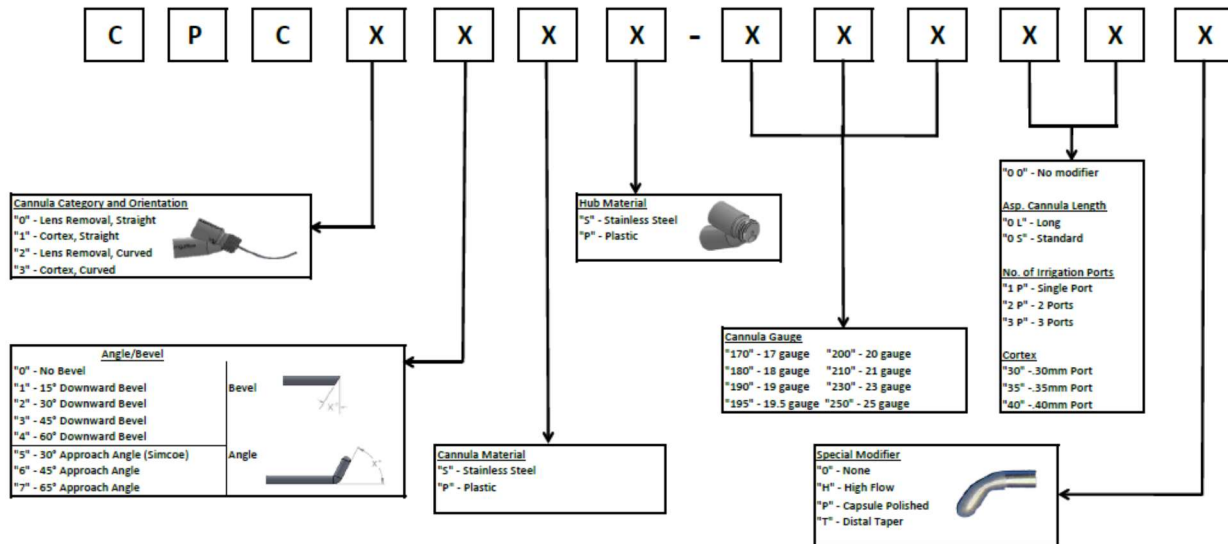 C P C X X X X - X X X X X X
Cannula Category and Orientation
"0" - Lens Removal, Straight
"1" - Cortex, Straight
"2" - Lens Removal, Curved
"3" - Cortex, Curved
Hub Material
"S" - Stainless Steel
"P" - Plastic
"0 0" - No modifier
Asp. Cannula Length
"0 L" - Long
"0 S" - Standard
No. of Irrigation Ports
"1 P" - Single Port
"2 P" - 2 Ports
"3 P" - 3 Ports
Cortex
"30" -.30mm Port
"35" -.35mm Port
"40" -.40mm Port
Angle/Bevel
"0" - No Bevel
"1" - 15° Downward Bevel
"2" - 30° Downward Bevel
"3" - 45° Downward Bevel
"4" - 60° Downward Bevel
"5" - 30° Approach Angle (Simcoe)
"6" - 45° Approach Angle
"7" - 65° Approach Angle
Bevel
X°
Angle
X°
Cannula Gauge
"170" - 17 gauge "200" - 20 gauge
"180" - 18 gauge "210" - 21 gauge
"190" - 19 gauge "230" - 23 gauge
"195" - 19.5 gauge "250" - 25 gauge
Cannula Material
"S" - Stainless Steel
"P" - Plastic
Special Modifier
"0" - None
"H" - High Flow
"P" - Capsule Polished
"T" - Distal Taper